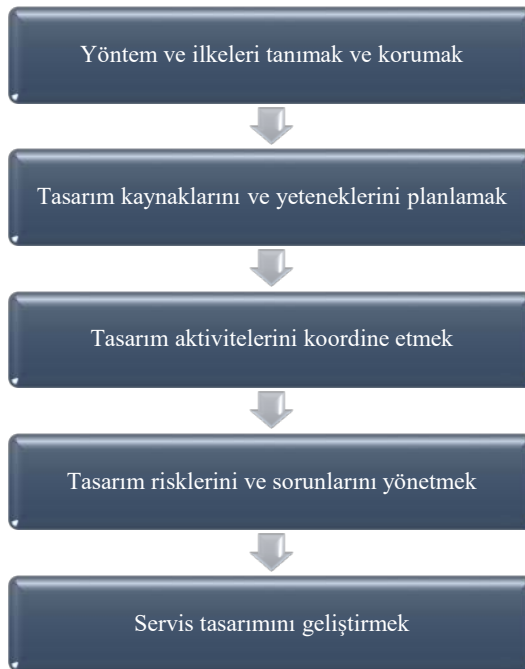 Yöntem ve ilkeleri tanımak ve korumak
Tasarım kaynaklarını ve yeteneklerini planlamak
Tasarım aktivitelerini koordine etmek
Tasarım risklerini ve sorunlarını yönetmek
Servis tasarımını geliştirmek